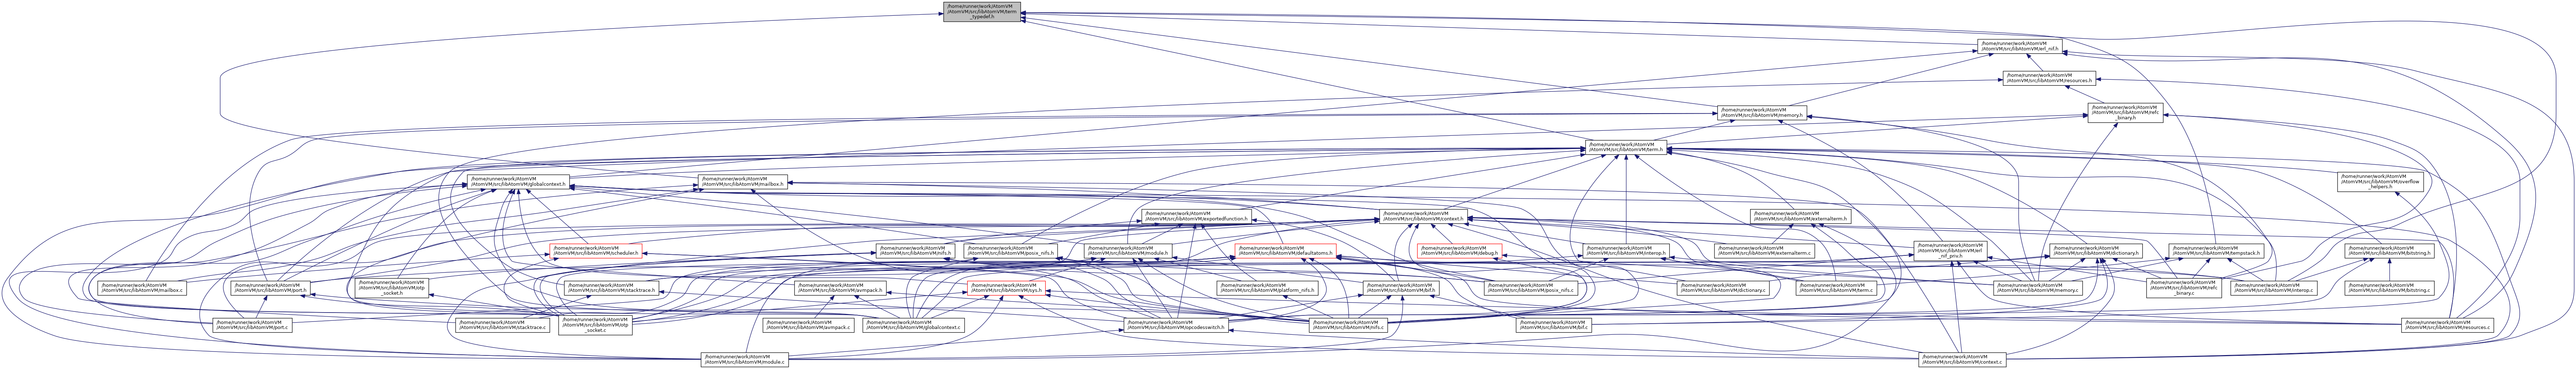 /home/runner/work/AtomVM
/AtomVM/src/libAtomVM/term
_typedef.h
/home/runner/work/AtomVM
/AtomVM/src/libAtomVM/erl_nif.h
/home/runner/work/AtomVM
/AtomVM/src/libAtomVM/resources.h
/home/runner/work/AtomVM
/AtomVM/src/libAtomVM/memory.h
/home/runner/work/AtomVM
/AtomVM/src/libAtomVM/refc
_binary.h
/home/runner/work/AtomVM
/AtomVM/src/libAtomVM/term.h
/home/runner/work/AtomVM
/AtomVM/src/libAtomVM/globalcontext.h
/home/runner/work/AtomVM
/AtomVM/src/libAtomVM/mailbox.h
/home/runner/work/AtomVM
/AtomVM/src/libAtomVM/overflow
_helpers.h
/home/runner/work/AtomVM
/AtomVM/src/libAtomVM/exportedfunction.h
/home/runner/work/AtomVM
/AtomVM/src/libAtomVM/context.h
/home/runner/work/AtomVM
/AtomVM/src/libAtomVM/externalterm.h
/home/runner/work/AtomVM
/AtomVM/src/libAtomVM/scheduler.h
/home/runner/work/AtomVM
/AtomVM/src/libAtomVM/nifs.h
/home/runner/work/AtomVM
/AtomVM/src/libAtomVM/posix_nifs.h
/home/runner/work/AtomVM
/AtomVM/src/libAtomVM/module.h
/home/runner/work/AtomVM
/AtomVM/src/libAtomVM/defaultatoms.h
/home/runner/work/AtomVM
/AtomVM/src/libAtomVM/debug.h
/home/runner/work/AtomVM
/AtomVM/src/libAtomVM/interop.h
/home/runner/work/AtomVM
/AtomVM/src/libAtomVM/externalterm.c
/home/runner/work/AtomVM
/AtomVM/src/libAtomVM/erl
_nif_priv.h
/home/runner/work/AtomVM
/AtomVM/src/libAtomVM/dictionary.h
/home/runner/work/AtomVM
/AtomVM/src/libAtomVM/tempstack.h
/home/runner/work/AtomVM
/AtomVM/src/libAtomVM/bitstring.h
/home/runner/work/AtomVM
/AtomVM/src/libAtomVM/mailbox.c
/home/runner/work/AtomVM
/AtomVM/src/libAtomVM/port.h
/home/runner/work/AtomVM
/AtomVM/src/libAtomVM/otp
_socket.h
/home/runner/work/AtomVM
/AtomVM/src/libAtomVM/stacktrace.h
/home/runner/work/AtomVM
/AtomVM/src/libAtomVM/avmpack.h
/home/runner/work/AtomVM
/AtomVM/src/libAtomVM/sys.h
/home/runner/work/AtomVM
/AtomVM/src/libAtomVM/platform_nifs.h
/home/runner/work/AtomVM
/AtomVM/src/libAtomVM/bif.h
/home/runner/work/AtomVM
/AtomVM/src/libAtomVM/posix_nifs.c
/home/runner/work/AtomVM
/AtomVM/src/libAtomVM/dictionary.c
/home/runner/work/AtomVM
/AtomVM/src/libAtomVM/term.c
/home/runner/work/AtomVM
/AtomVM/src/libAtomVM/memory.c
/home/runner/work/AtomVM
/AtomVM/src/libAtomVM/refc
_binary.c
/home/runner/work/AtomVM
/AtomVM/src/libAtomVM/interop.c
/home/runner/work/AtomVM
/AtomVM/src/libAtomVM/bitstring.c
/home/runner/work/AtomVM
/AtomVM/src/libAtomVM/port.c
/home/runner/work/AtomVM
/AtomVM/src/libAtomVM/stacktrace.c
/home/runner/work/AtomVM
/AtomVM/src/libAtomVM/otp
_socket.c
/home/runner/work/AtomVM
/AtomVM/src/libAtomVM/avmpack.c
/home/runner/work/AtomVM
/AtomVM/src/libAtomVM/globalcontext.c
/home/runner/work/AtomVM
/AtomVM/src/libAtomVM/opcodesswitch.h
/home/runner/work/AtomVM
/AtomVM/src/libAtomVM/nifs.c
/home/runner/work/AtomVM
/AtomVM/src/libAtomVM/bif.c
/home/runner/work/AtomVM
/AtomVM/src/libAtomVM/resources.c
/home/runner/work/AtomVM
/AtomVM/src/libAtomVM/module.c
/home/runner/work/AtomVM
/AtomVM/src/libAtomVM/context.c